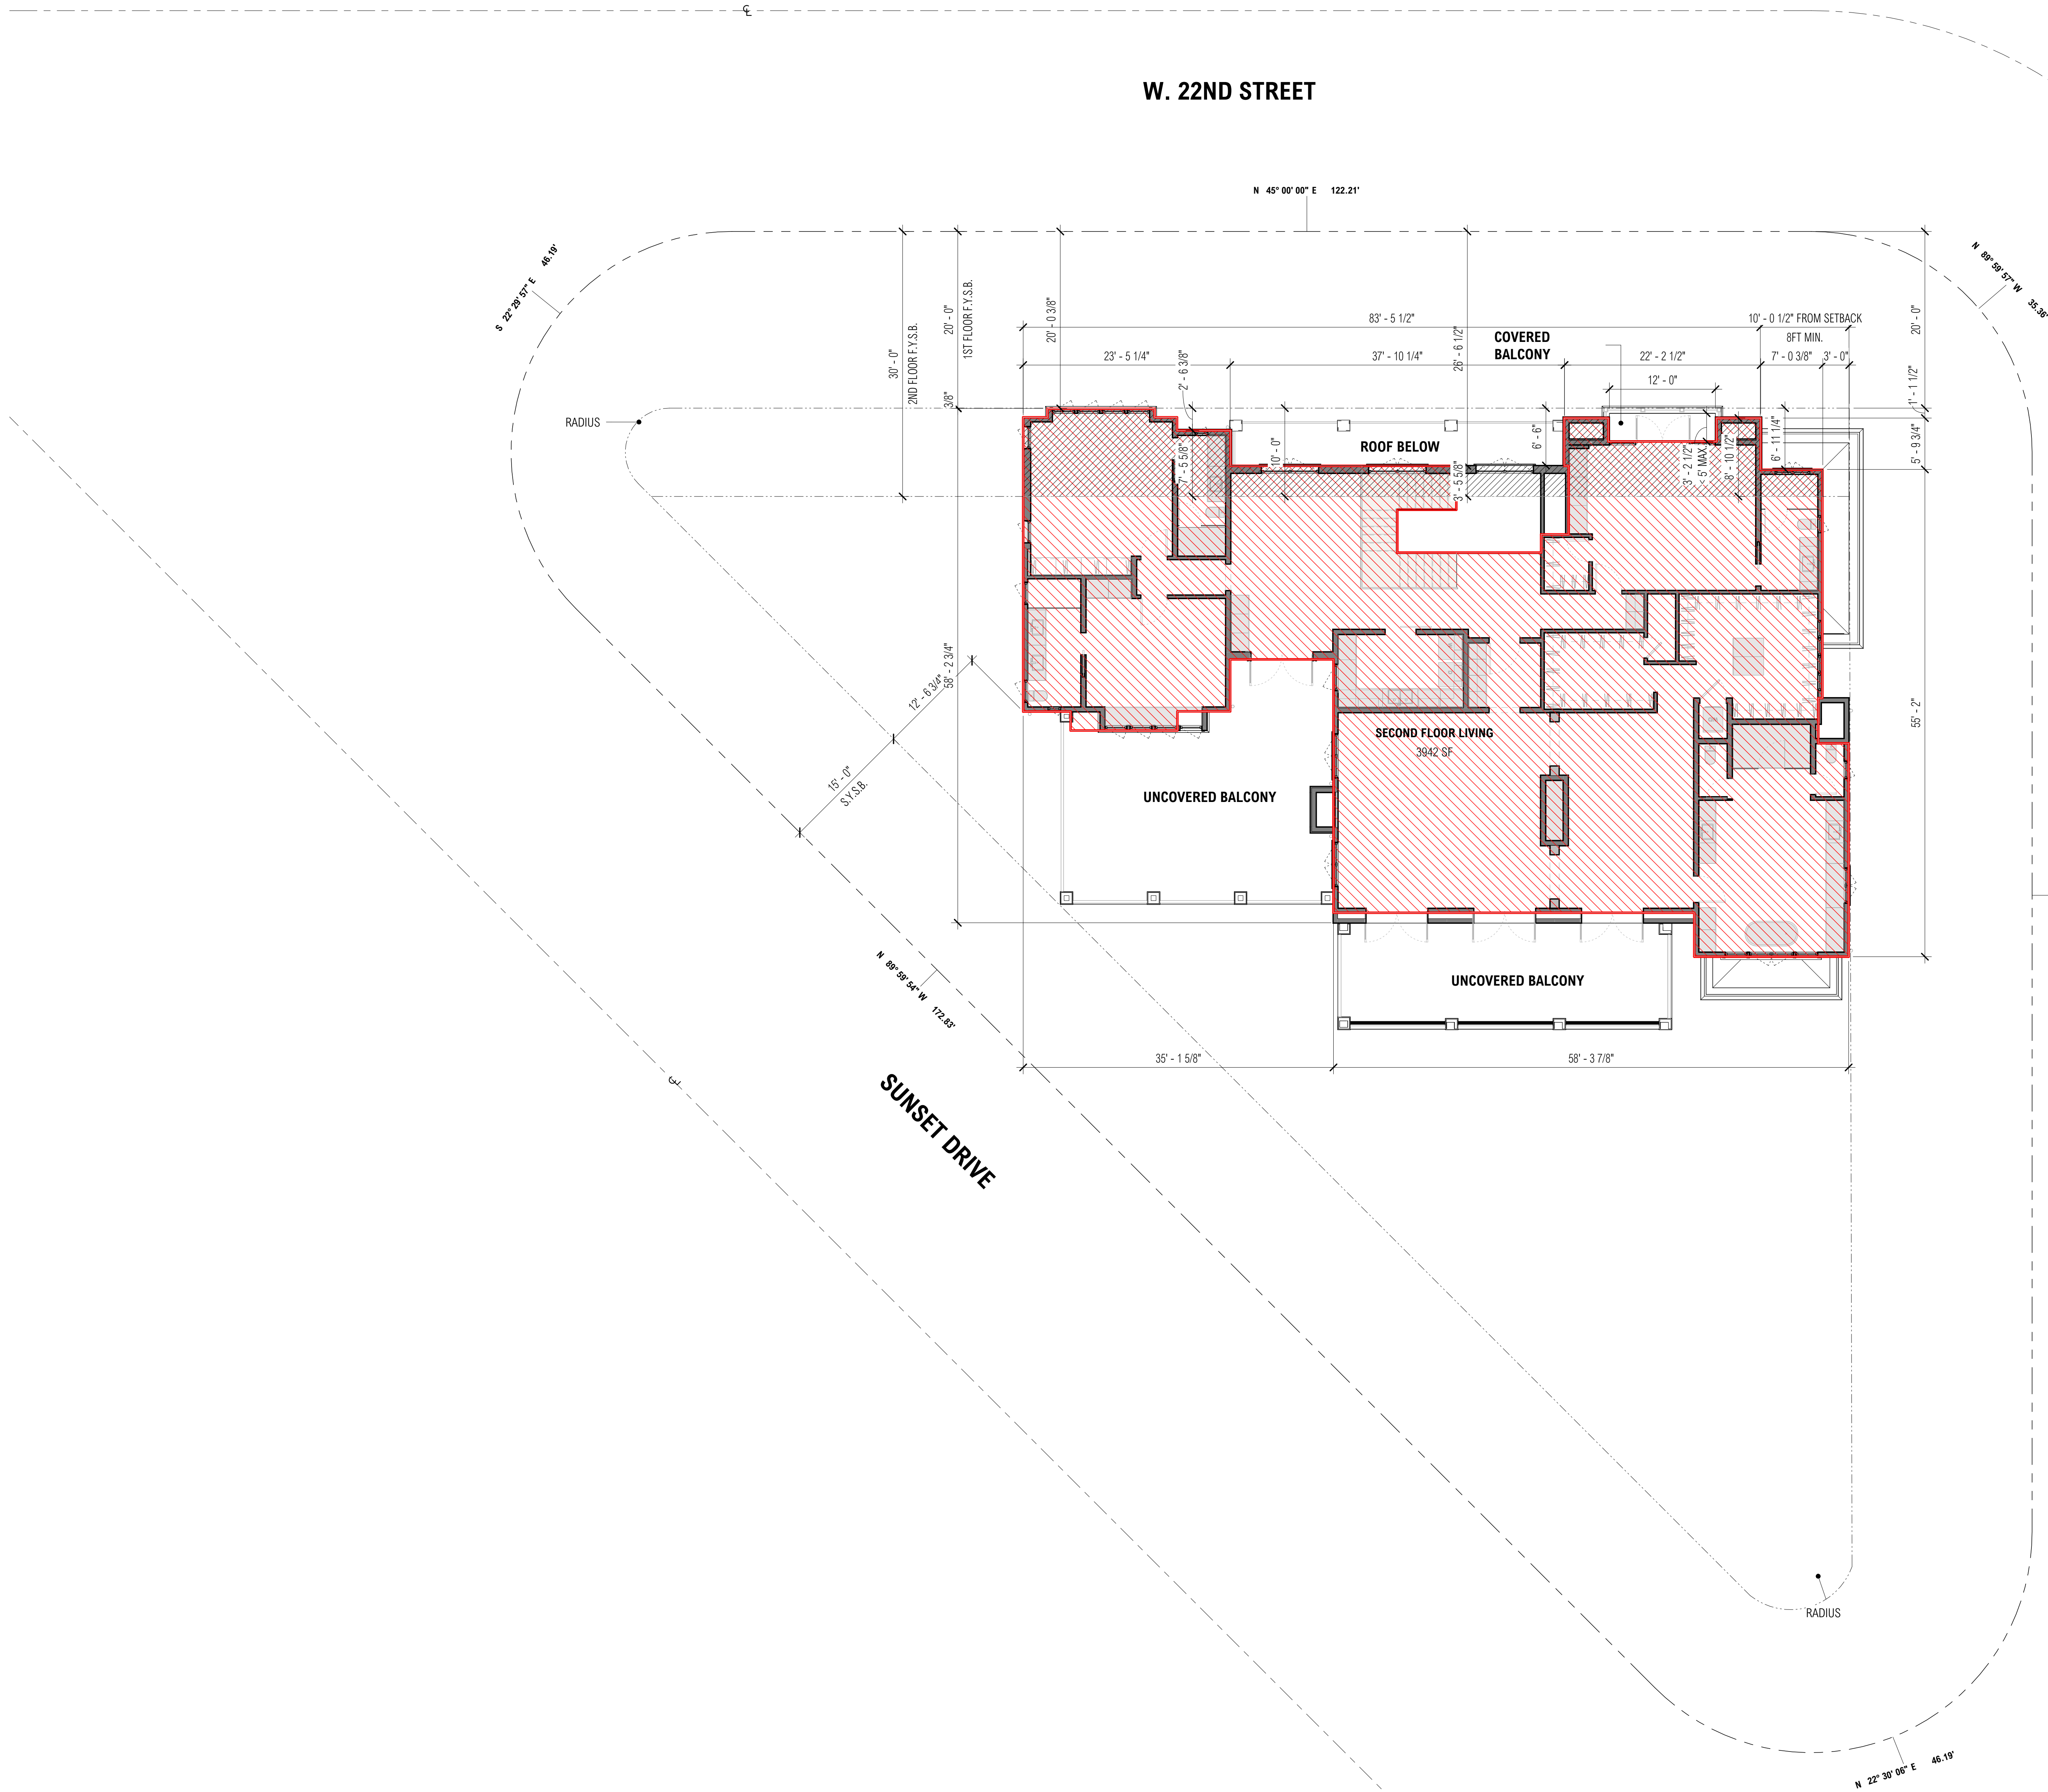 ℄
W. 22ND STREET
N 45° 00' 00" E 122.21'
S 22° 29' 57" E 46.19'
N 89° 59' 57" W 35.36'
30' - 0"
2ND FLOOR F.Y.S.B.
20' - 0"
1ST FLOOR F.Y.S.B.
20' - 0 3/8"
26' - 6 1/2"
20' - 0"
83' - 5 1/2"
10' - 0 1/2" FROM SETBACK
8FT MIN.
COVERED
BALCONY
23' - 5 1/4"
2' - 6 3/8"
37' - 10 1/4"
22' - 2 1/2"
7' - 0 3/8"
3' - 0"
12' - 0"
1' - 1 1/2"
3/8"
RADIUS
ROOF BELOW
7' - 5 5/8"
10' - 0"
3' - 5 5/8"
6' - 6"
3' - 2 1/2"
< 5' MAX.
8' - 10 1/2"
6' - 11 1/4"
5' - 9 3/4"
58' - 2 3/4"
12' - 6 3/4"
15' - 0"
S.Y.S.B.
SECOND FLOOR LIVING
3942 SF
55' - 2"
UNCOVERED BALCONY
UNCOVERED BALCONY
N 89° 59' 54" W 172.83'
35' - 1 5/8"
58' - 3 7/8"
℄
SUNSET DRIVE
RADIUS
N 22° 30' 06" E 46.19'